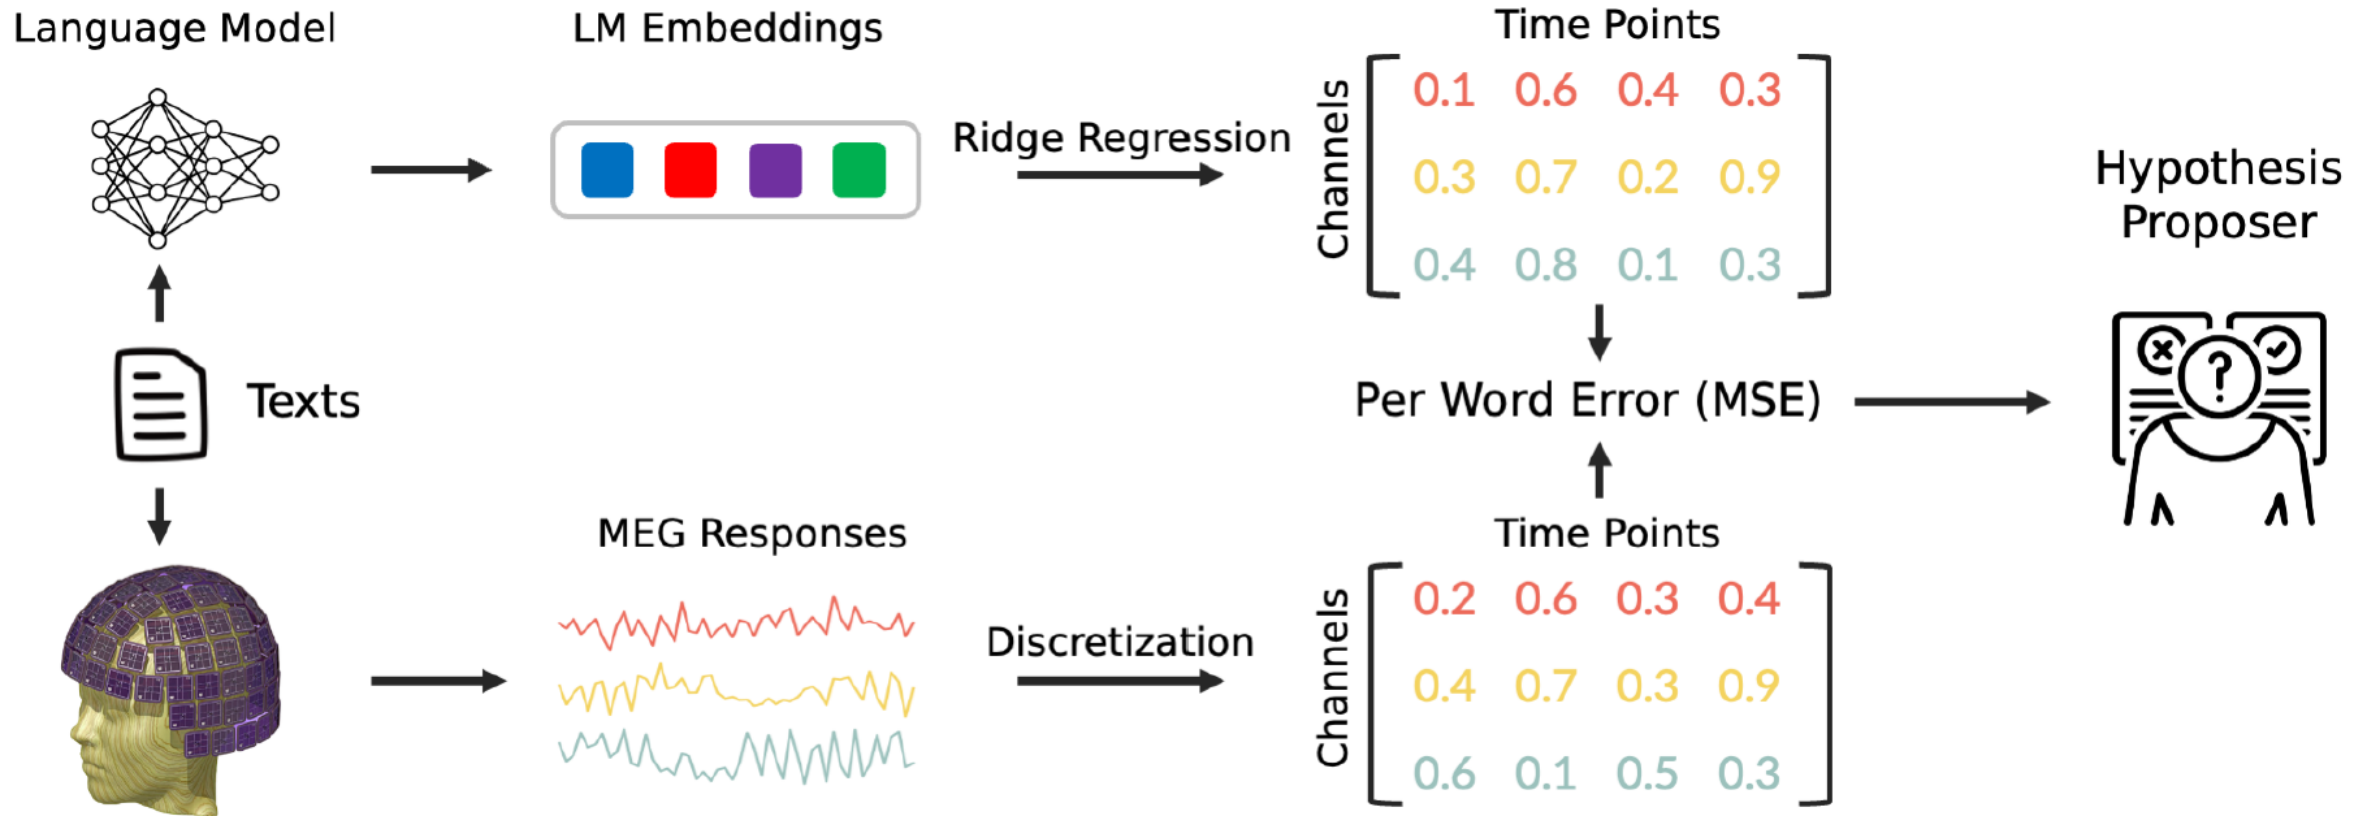 Language Model
LM Embeddings
Time Points
Ridge Regression
Channels
0.1 0.6 0.4 0.3
0.3 0.7 0.2 0.9
0.4 0.8 0.1 0.3
Hypothesis
Proposer
Texts
Per Word Error (MSE)
?
MEG Responses
Time Points
Discretization
Channels
0.2 0.6 0.3 0.4
0.4 0.7 0.3 0.9
0.6 0.1 0.5 0.3